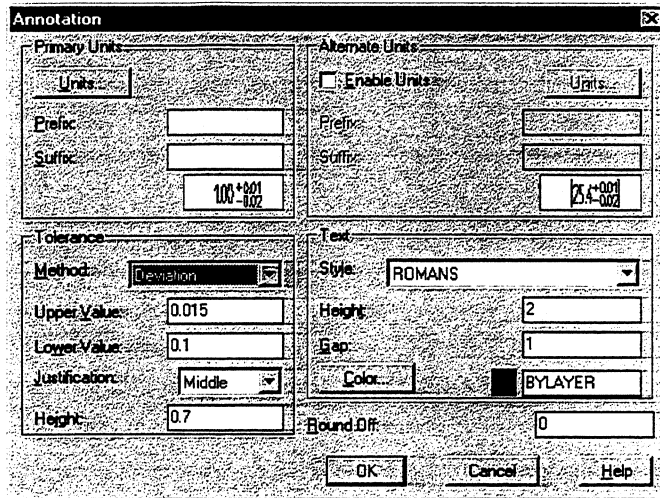 Annotation
Primary Units
Units...
Prefix:
Suffix:
1.00 +0.01 -0.02
Alternate Units
Enable Units
Units...
Prefix:
Suffix:
[25.4 +0.01 -0.02]
Tolerance
Method: Deviation
Upper Value: 0.015
Lower Value: 0.1
Justification: Middle
Height: 0.7
Text
Style: ROMANS
Height: 2
Gap: 1
Color... BYLAYER
Round Off: 0
OK Cancel Help